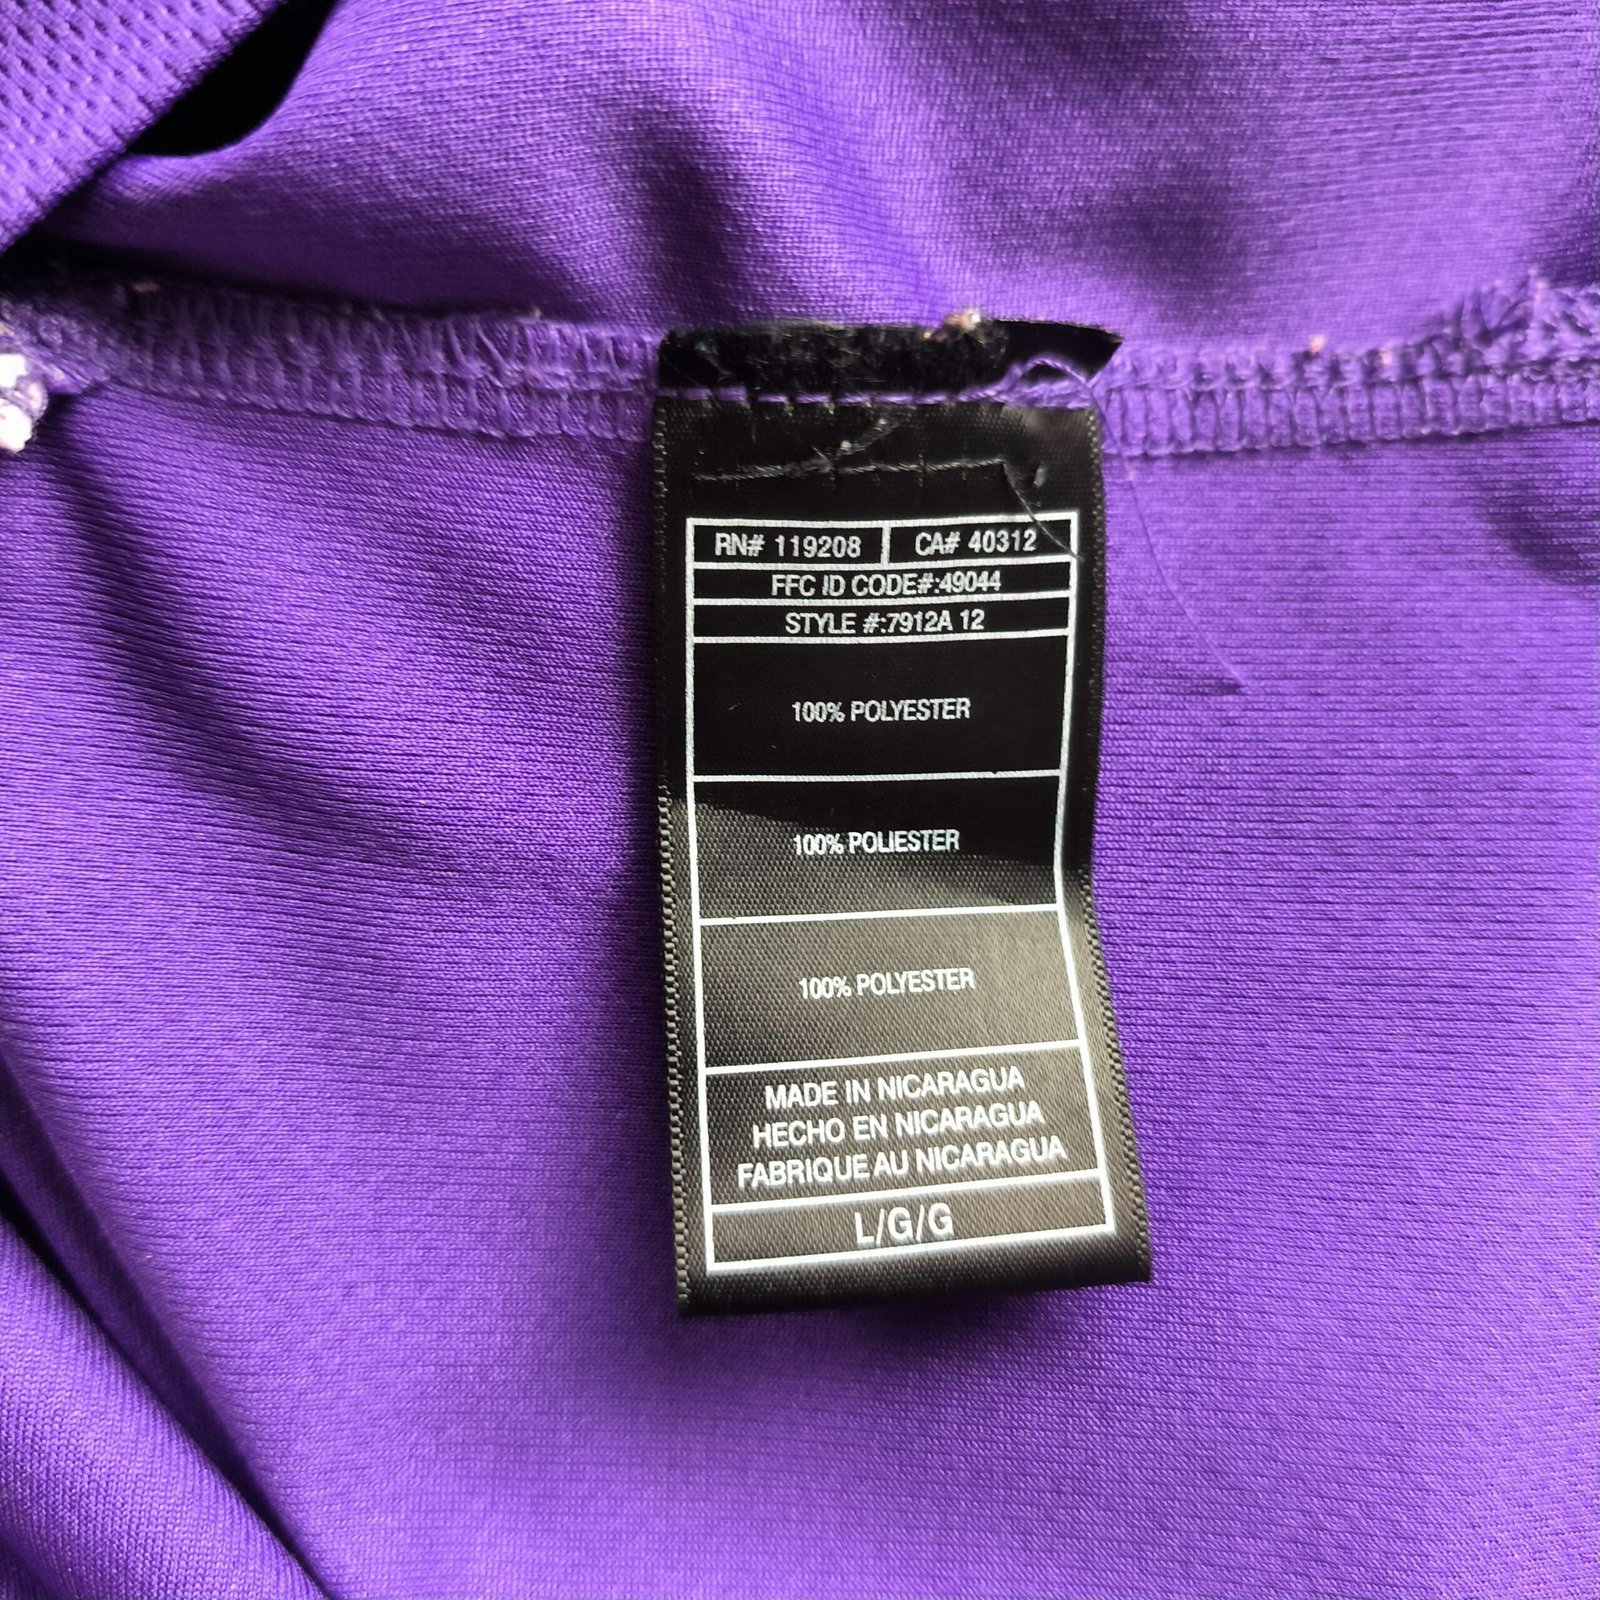 RN# 119208 CA# 40312
FFC ID CODE#:49044
STYLE #:7912A 12
100% POLYESTER
100% POLIESTER
100% POLYESTER
MADE IN NICARAGUA
HECHO EN NICARAGUA
FABRIQUE AU NICARAGUA
L/G/G